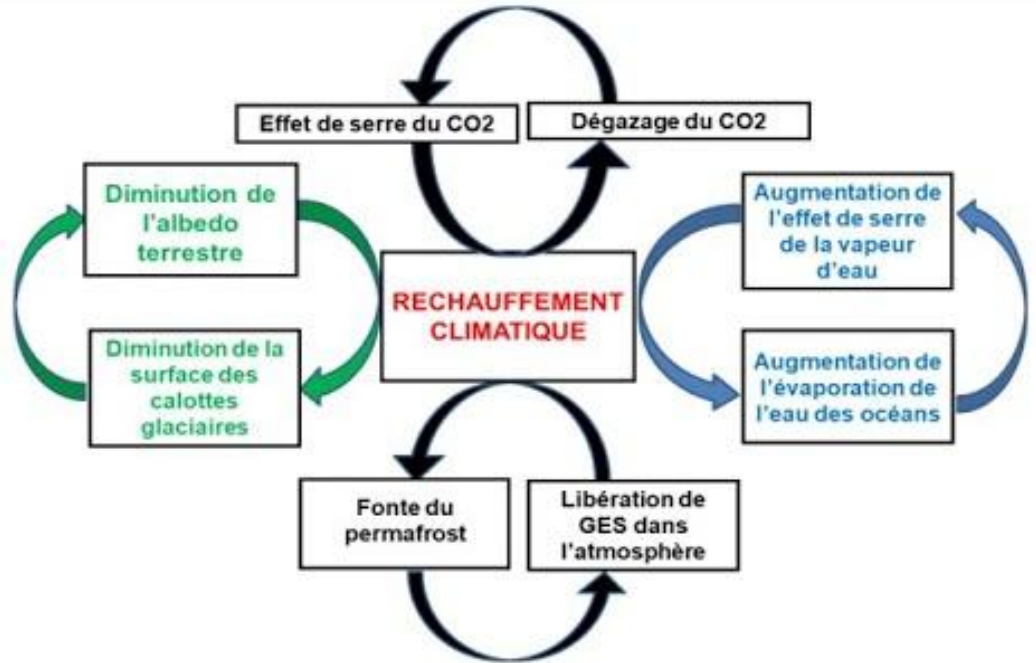 Effet de serre du CO2
Dégazage du CO2
Diminution de
l'albedo
terrestre
Augmentation de
l'effet de serre
de la vapeur
d'eau
RECHAUFFEMENT
CLIMATIQUE
Diminution de la
surface des
calottes
glaciaires
Augmentation de
l'évaporation de
l'eau des océans
Fonte du
permafrost
Libération de
GES dans
l'atmosphère